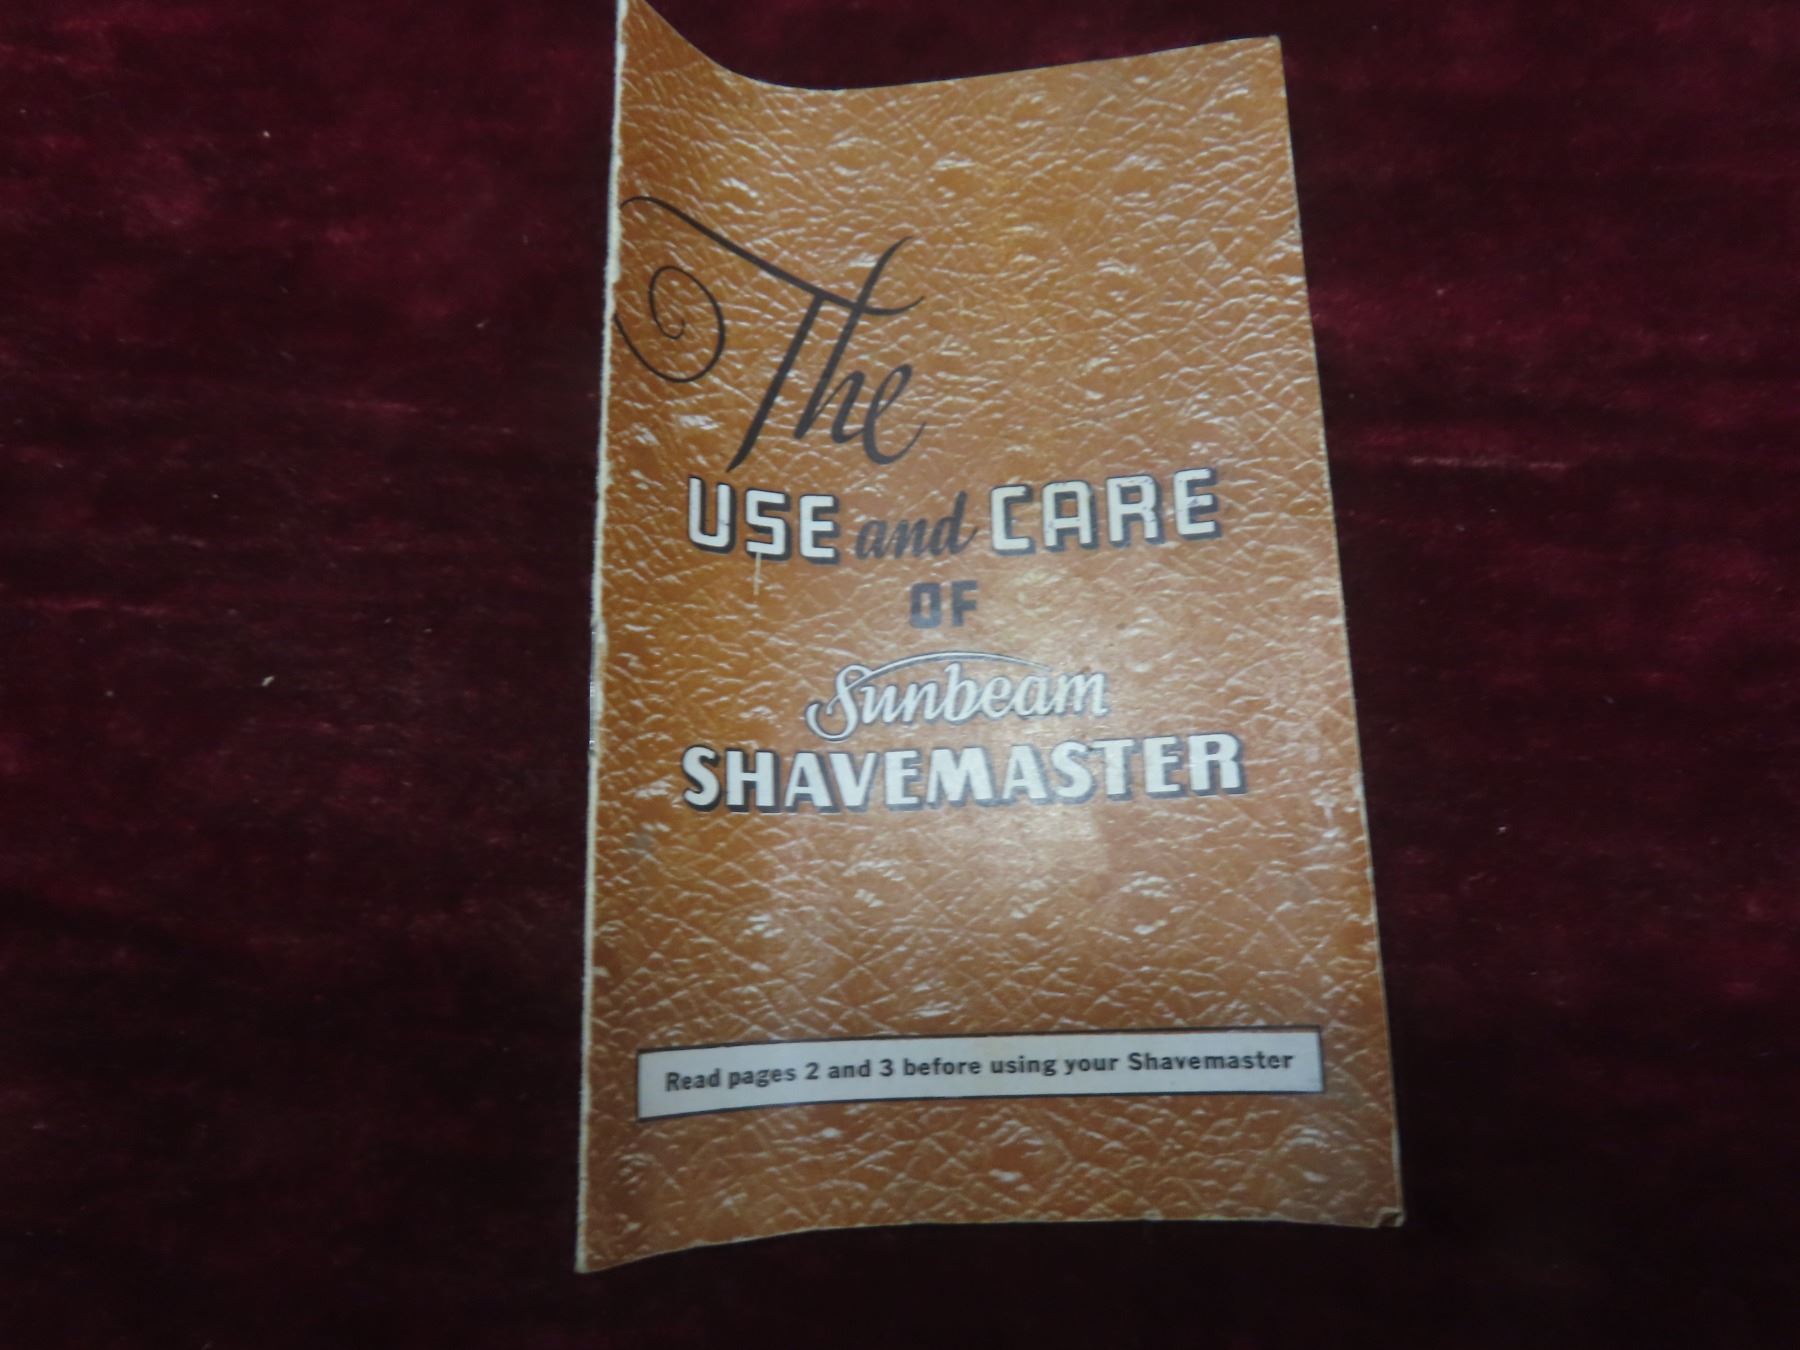 The
USE and CARE
OF
Sunbeam
SHAVEMASTER
Read pages 2 and 3 before using your Shavemaster